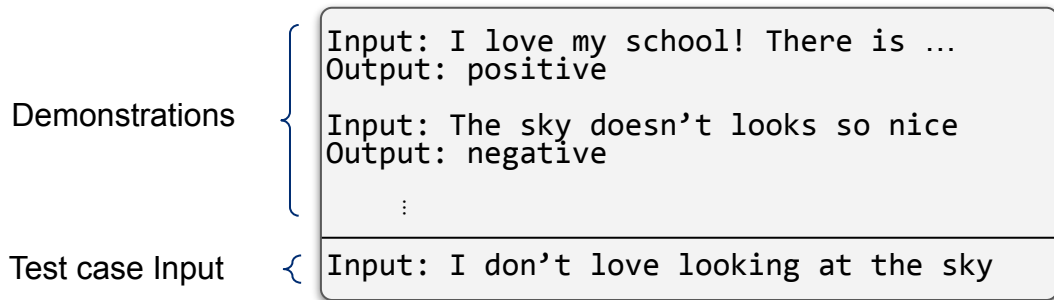 Demonstrations
Input: I love my school! There is …
Output: positive
Input: The sky doesn’t looks so nice
Output: negative
⋮
Test case Input
Input: I don’t love looking at the sky